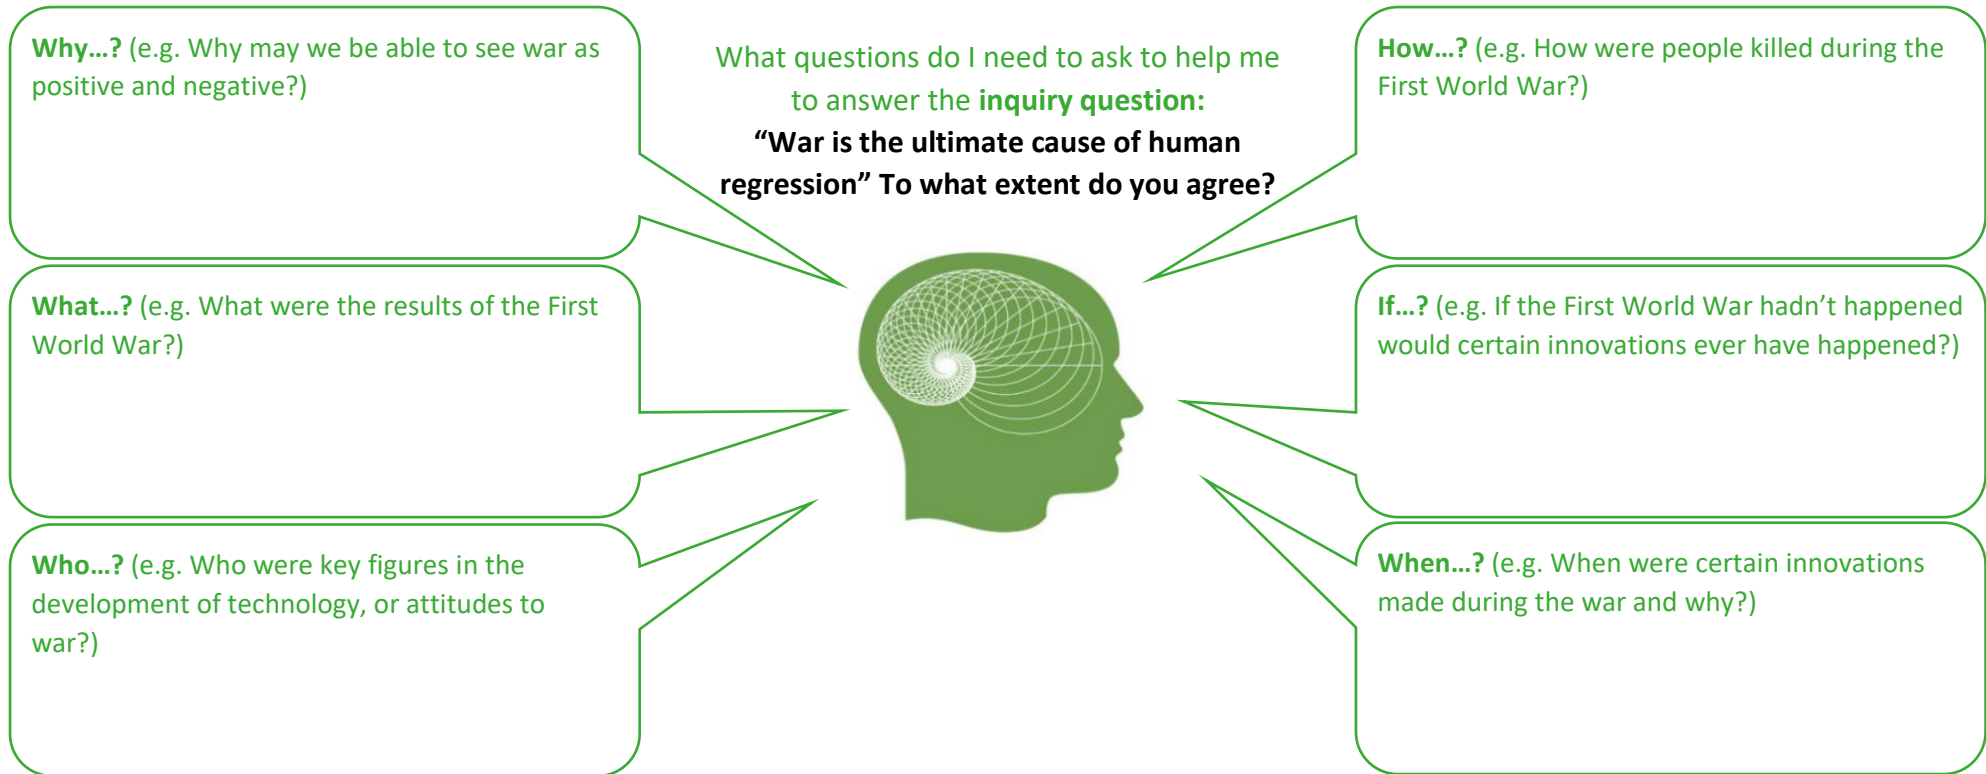 Why…? (e.g. Why may we be able to see war as
positive and negative?)
What questions do I need to ask to help me
to answer the inquiry question:
“War is the ultimate cause of human
regression” To what extent do you agree?
How…? (e.g. How were people killed during the
First World War?)
What…? (e.g. What were the results of the First
World War?)
If…? (e.g. If the First World War hadn’t happened
would certain innovations ever have happened?)
Who…? (e.g. Who were key figures in the
development of technology, or attitudes to
war?)
When…? (e.g. When were certain innovations
made during the war and why?)